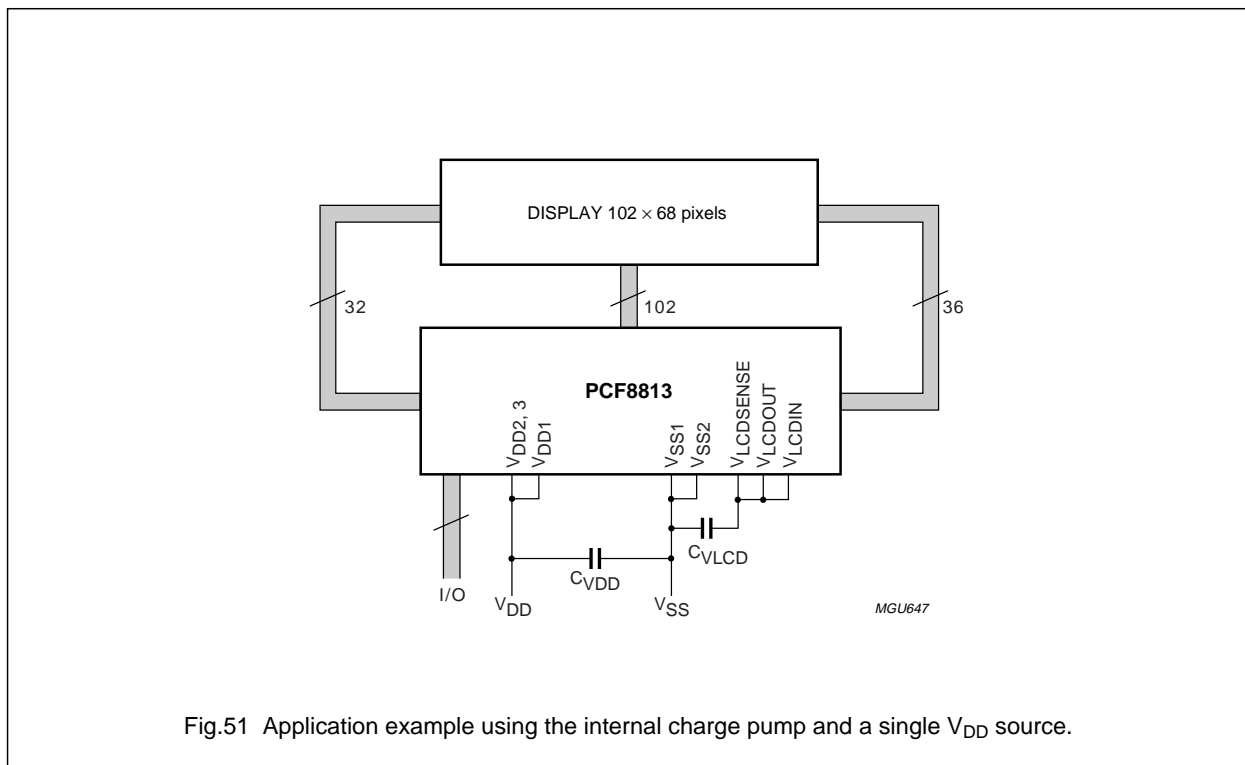 DISPLAY 102 × 68 pixels
32
102
36
PCF8813
VDD2, 3
VDD1
VSS1
VSS2
VLCDSENSE
VLCDOUT
VLCDIN
CVLCD
CVDD
I/O
VDD
VSS
MGU647
Fig.51 Application example using the internal charge pump and a single VDD source.